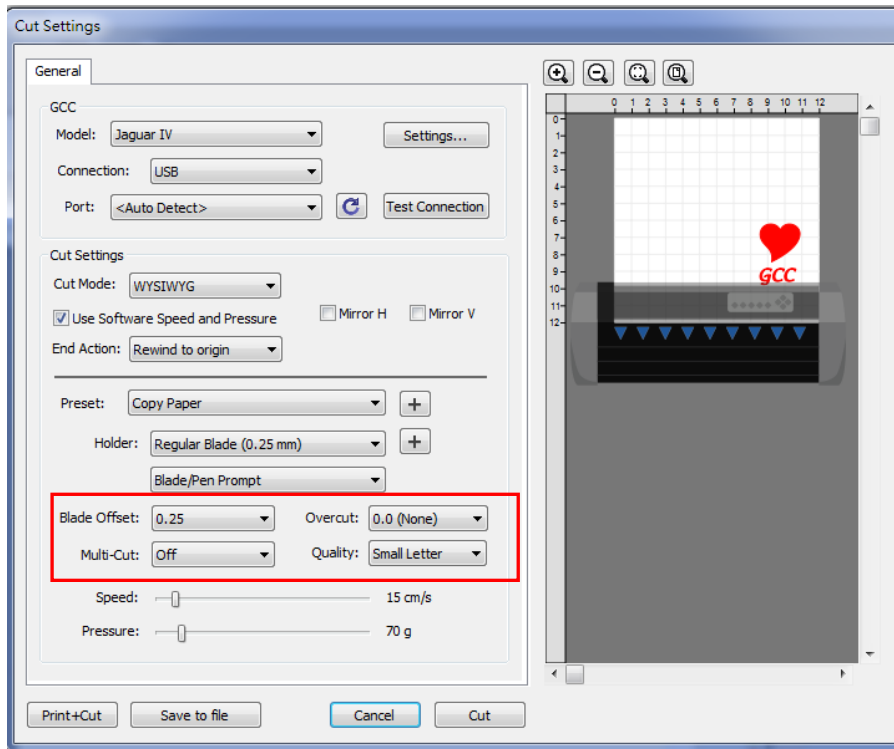 Cut Settings
General
GCC
Model: Jaguar IV Settings...
Connection: USB
Port: <Auto Detect> Test Connection
Cut Settings
Cut Mode: WYSIWYG
Use Software Speed and Pressure Mirror H Mirror V
End Action: Rewind to origin
Preset: Copy Paper +
Holder: Regular Blade (0.25 mm) +
Blade/Pen Prompt
Blade Offset: 0.25 Overcut: 0.0 (None)
Multi-Cut: Off Quality: Small Letter
Speed: 15 cm/s
Pressure: 70 g
Print+Cut Save to file Cancel Cut
0 1 2 3 4 5 6 7 8 9 10 11 12
0
1
2
3
4
5
6
7
8
9
10
11
12
GCC